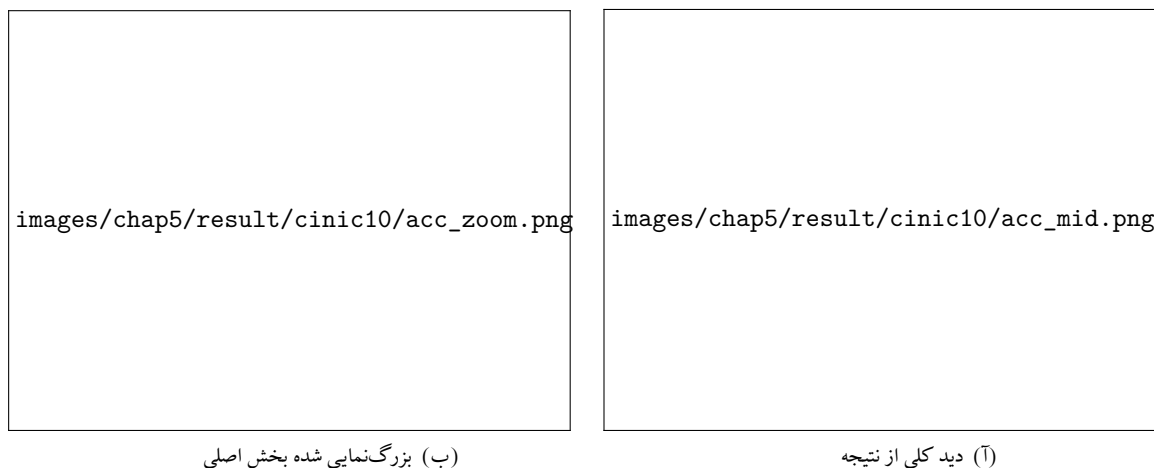 images/chap5/result/cinic10/acc_mid.png
images/chap5/result/cinic10/acc_zoom.png
(آ) دید کلی از نتیجه
(ب) بزرگ‌نمایی شده بخش اصلی